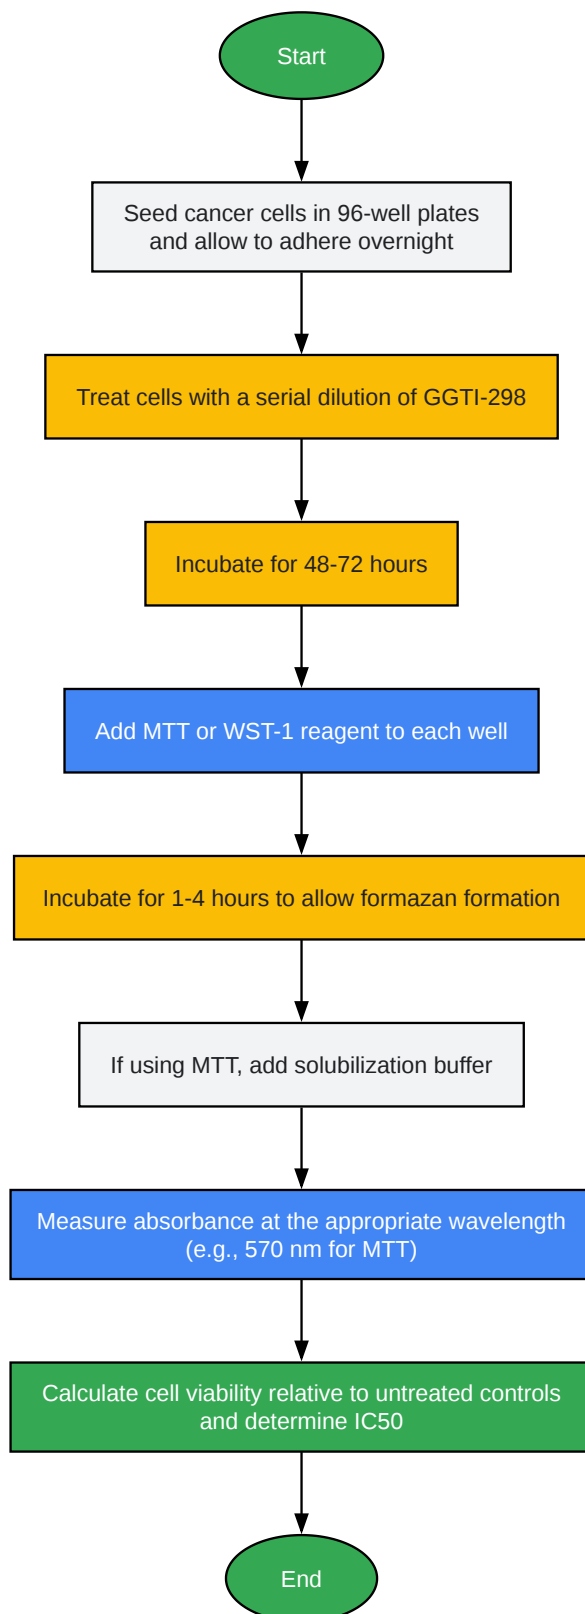 Start
Seed cancer cells in 96-well plates
and allow to adhere overnight
Treat cells with a serial dilution of GGTI-298
Incubate for 48-72 hours
Add MTT or WST-1 reagent to each well
Incubate for 1-4 hours to allow formazan formation
If using MTT, add solubilization buffer
Measure absorbance at the appropriate wavelength
(e.g., 570 nm for MTT)
Calculate cell viability relative to untreated controls
and determine IC50
End